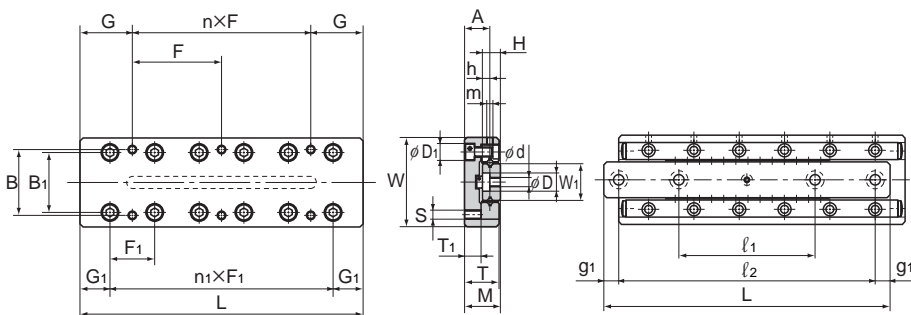 G n×F G
F
B B1
F1
G1 n1×F1 G1
L
A
H
h
m
φD1
φd
φD
W W1
S
T1
T
M
ℓ1
g1 ℓ2 g1
L